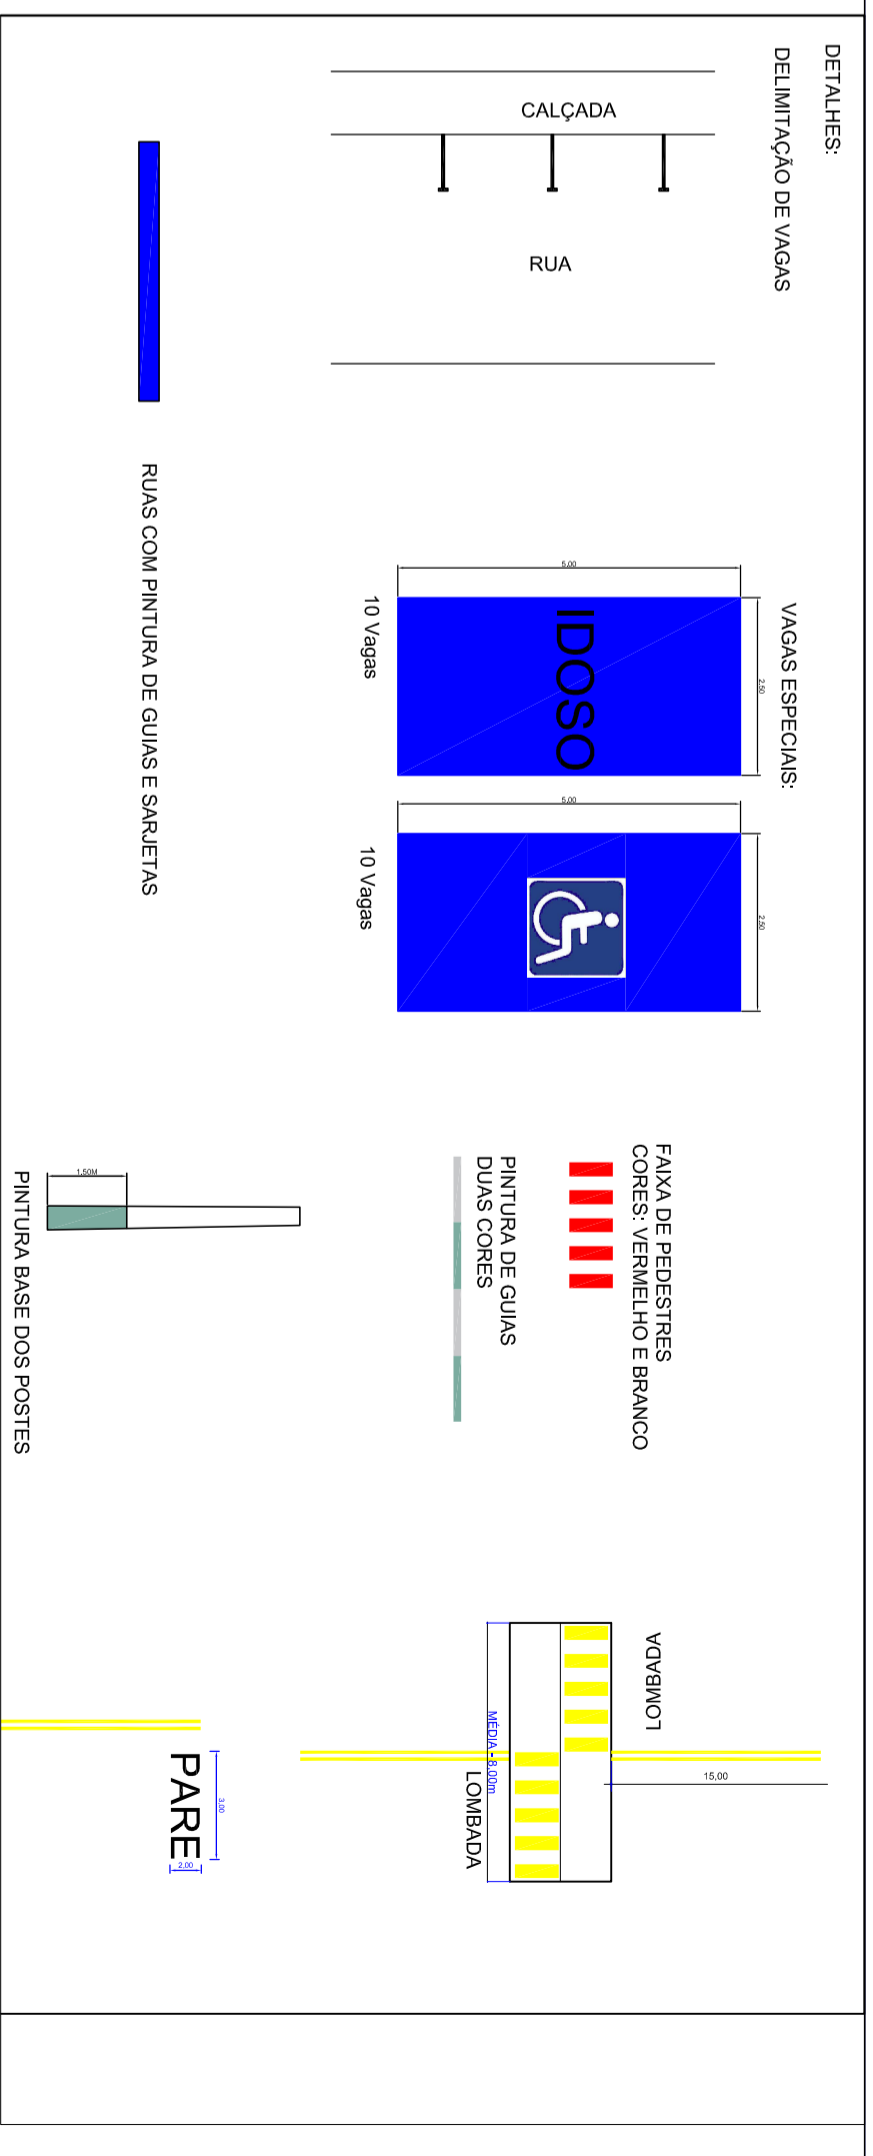 DETALHES:
DELIMITAÇÃO DE VAGAS
CALÇADA
RUA
RUAS COM PINTURA DE GUIAS E SARJETAS
VAGAS ESPECIAIS:
2.50
5.00
IDOSO
10 Vagas
2.50
5.00
10 Vagas
FAIXA DE PEDESTRES
CORES: VERMELHO E BRANCO
PINTURA DE GUIAS
DUAS CORES
1,50M
PINTURA BASE DOS POSTES
LOMBADA
15,00
MÉDIA - 8,00m
LOMBADA
3,00
PARE
2,00